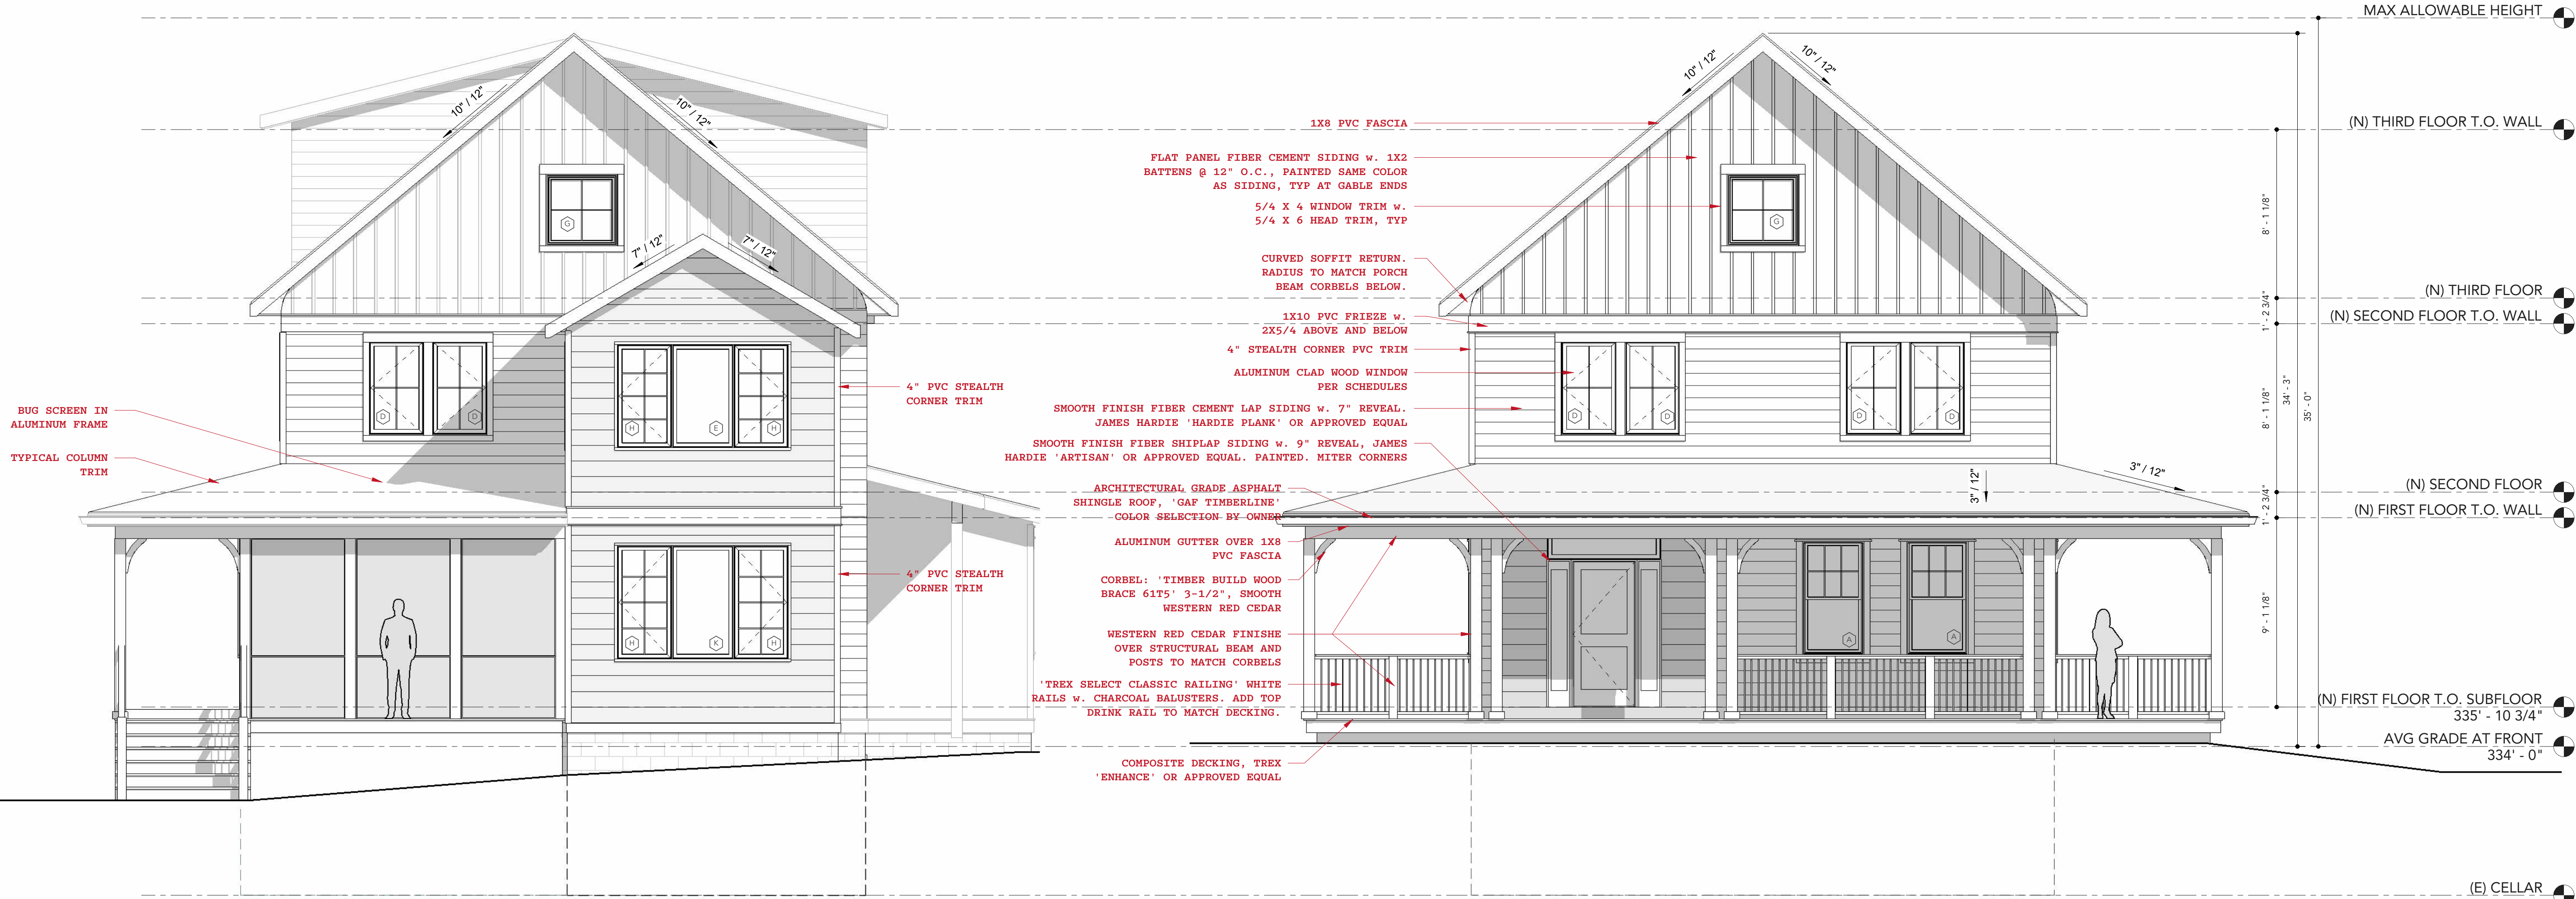 10" / 12"
10" / 12"
G
7" / 12"
7" / 12"
D
D
H
E
H
H
K
H
4" PVC STEALTH
CORNER TRIM
4" PVC STEALTH
CORNER TRIM
BUG SCREEN IN
ALUMINUM FRAME
TYPICAL COLUMN
TRIM
1X8 PVC FASCIA
FLAT PANEL FIBER CEMENT SIDING w. 1X2
BATTENS @ 12" O.C., PAINTED SAME COLOR
AS SIDING, TYP AT GABLE ENDS
5/4 X 4 WINDOW TRIM w.
5/4 X 6 HEAD TRIM, TYP
CURVED SOFFIT RETURN.
RADIUS TO MATCH PORCH
BEAM CORBELS BELOW.
1X10 PVC FRIEZE w.
2X5/4 ABOVE AND BELOW
4" STEALTH CORNER PVC TRIM
ALUMINUM CLAD WOOD WINDOW
PER SCHEDULES
SMOOTH FINISH FIBER CEMENT LAP SIDING w. 7" REVEAL.
JAMES HARDIE 'HARDIE PLANK' OR APPROVED EQUAL
SMOOTH FINISH FIBER SHIPLAP SIDING w. 9" REVEAL, JAMES
HARDIE 'ARTISAN' OR APPROVED EQUAL. PAINTED. MITER CORNERS
ARCHITECTURAL GRADE ASPHALT
SHINGLE ROOF, 'GAF TIMBERLINE'
COLOR SELECTION BY OWNER
ALUMINUM GUTTER OVER 1X8
PVC FASCIA
CORBEL: 'TIMBER BUILD WOOD
BRACE 61T5' 3-1/2", SMOOTH
WESTERN RED CEDAR
WESTERN RED CEDAR FINISHE
OVER STRUCTURAL BEAM AND
POSTS TO MATCH CORBELS
'TREX SELECT CLASSIC RAILING' WHITE
RAILS w. CHARCOAL BALUSTERS. ADD TOP
DRINK RAIL TO MATCH DECKING.
COMPOSITE DECKING, TREX
'ENHANCE' OR APPROVED EQUAL
10" / 12"
10" / 12"
G
D
D
D
D
3" / 12"
3" / 12"
A
A
8' - 1 1/8"
1' - 2 3/4"
8' - 1 1/8"
1' - 2 3/4"
9' - 1 1/8"
34' - 3"
35' - 0"
MAX ALLOWABLE HEIGHT
(N) THIRD FLOOR T.O. WALL
(N) THIRD FLOOR
(N) SECOND FLOOR T.O. WALL
(N) SECOND FLOOR
(N) FIRST FLOOR T.O. WALL
(N) FIRST FLOOR T.O. SUBFLOOR
335' - 10 3/4"
AVG GRADE AT FRONT
334' - 0"
(E) CELLAR